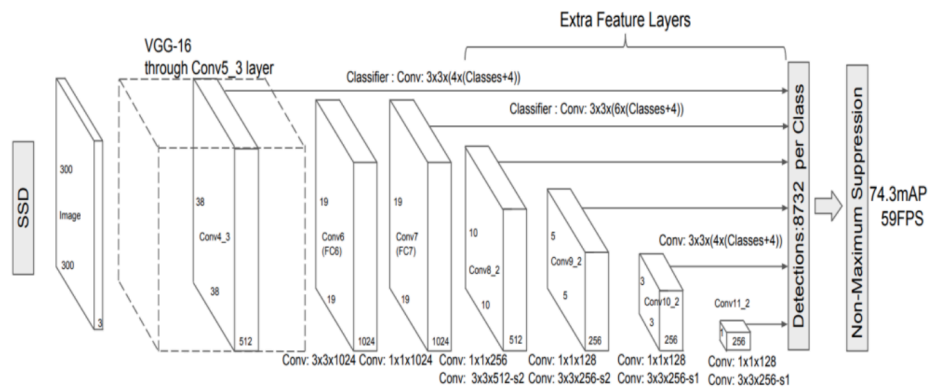 Extra Feature Layers
VGG-16
through Conv5_3 layer
Classifier : Conv: 3x3x(4x(Classes+4))
Classifier : Conv: 3x3x(6x(Classes+4))
Conv: 3x3x(4x(Classes+4))
SSD
300
Image
300
3
38
Conv4_3
38
512
19
Conv6
(FC6)
19
1024
19
Conv7
(FC7)
19
1024
10
Conv8_2
10
512
5
Conv9_2
5
256
3
Conv10_2
3
256
Conv11_2
1
256
Detections:8732 per Class
Non-Maximum Suppression
74.3mAP
59FPS
Conv: 3x3x1024
Conv: 1x1x1024
Conv: 1x1x256
Conv: 3x3x512-s2
Conv: 1x1x128
Conv: 3x3x256-s2
Conv: 1x1x128
Conv: 3x3x256-s1
Conv: 1x1x128
Conv: 3x3x256-s1